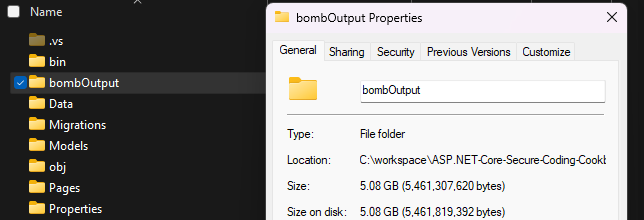 Name
.vs
bin
bombOutput
Data
Migrations
Models
obj
Pages
Properties
bombOutput Properties
General Sharing Security Previous Versions Customize
bombOutput
Type: File folder
Location: C:\workspace\ASP.NET-Core-Secure-Coding-Cookb
Size: 5.08 GB (5,461,307,620 bytes)
Size on disk: 5.08 GB (5,461,819,392 bytes)